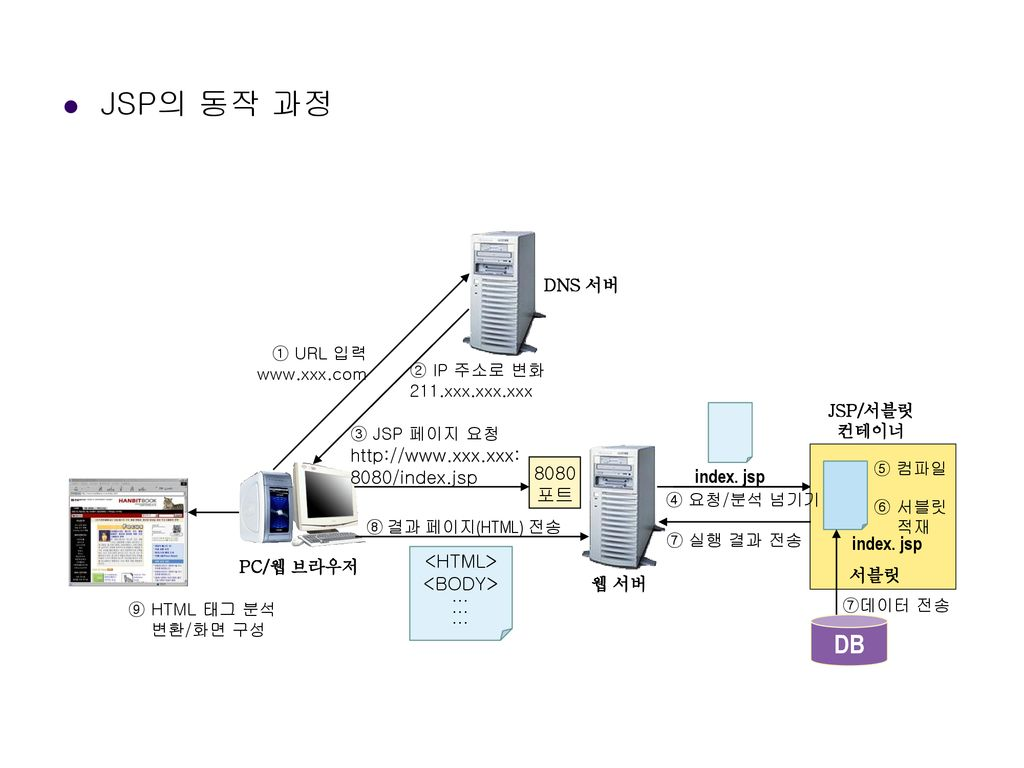 JSP의 동작 과정
DNS 서버
① URL 입력
www.xxx.com
② IP 주소로 변화
211.xxx.xxx.xxx
③ JSP 페이지 요청
http://www.xxx.xxx:
8080/index.jsp
8080
포트
index. jsp
④ 요청/분석 넘기기
JSP/서블릿
컨테이너
⑤ 컴파일
⑥ 서블릿
적재
index. jsp
서블릿
⑦ 실행 결과 전송
⑦데이터 전송
DB
웹 서버
⑧ 결과 페이지(HTML) 전송
<HTML>
<BODY>
...
...
...
PC/웹 브라우저
HANBITBOOK
⑨ HTML 태그 분석
변환/화면 구성